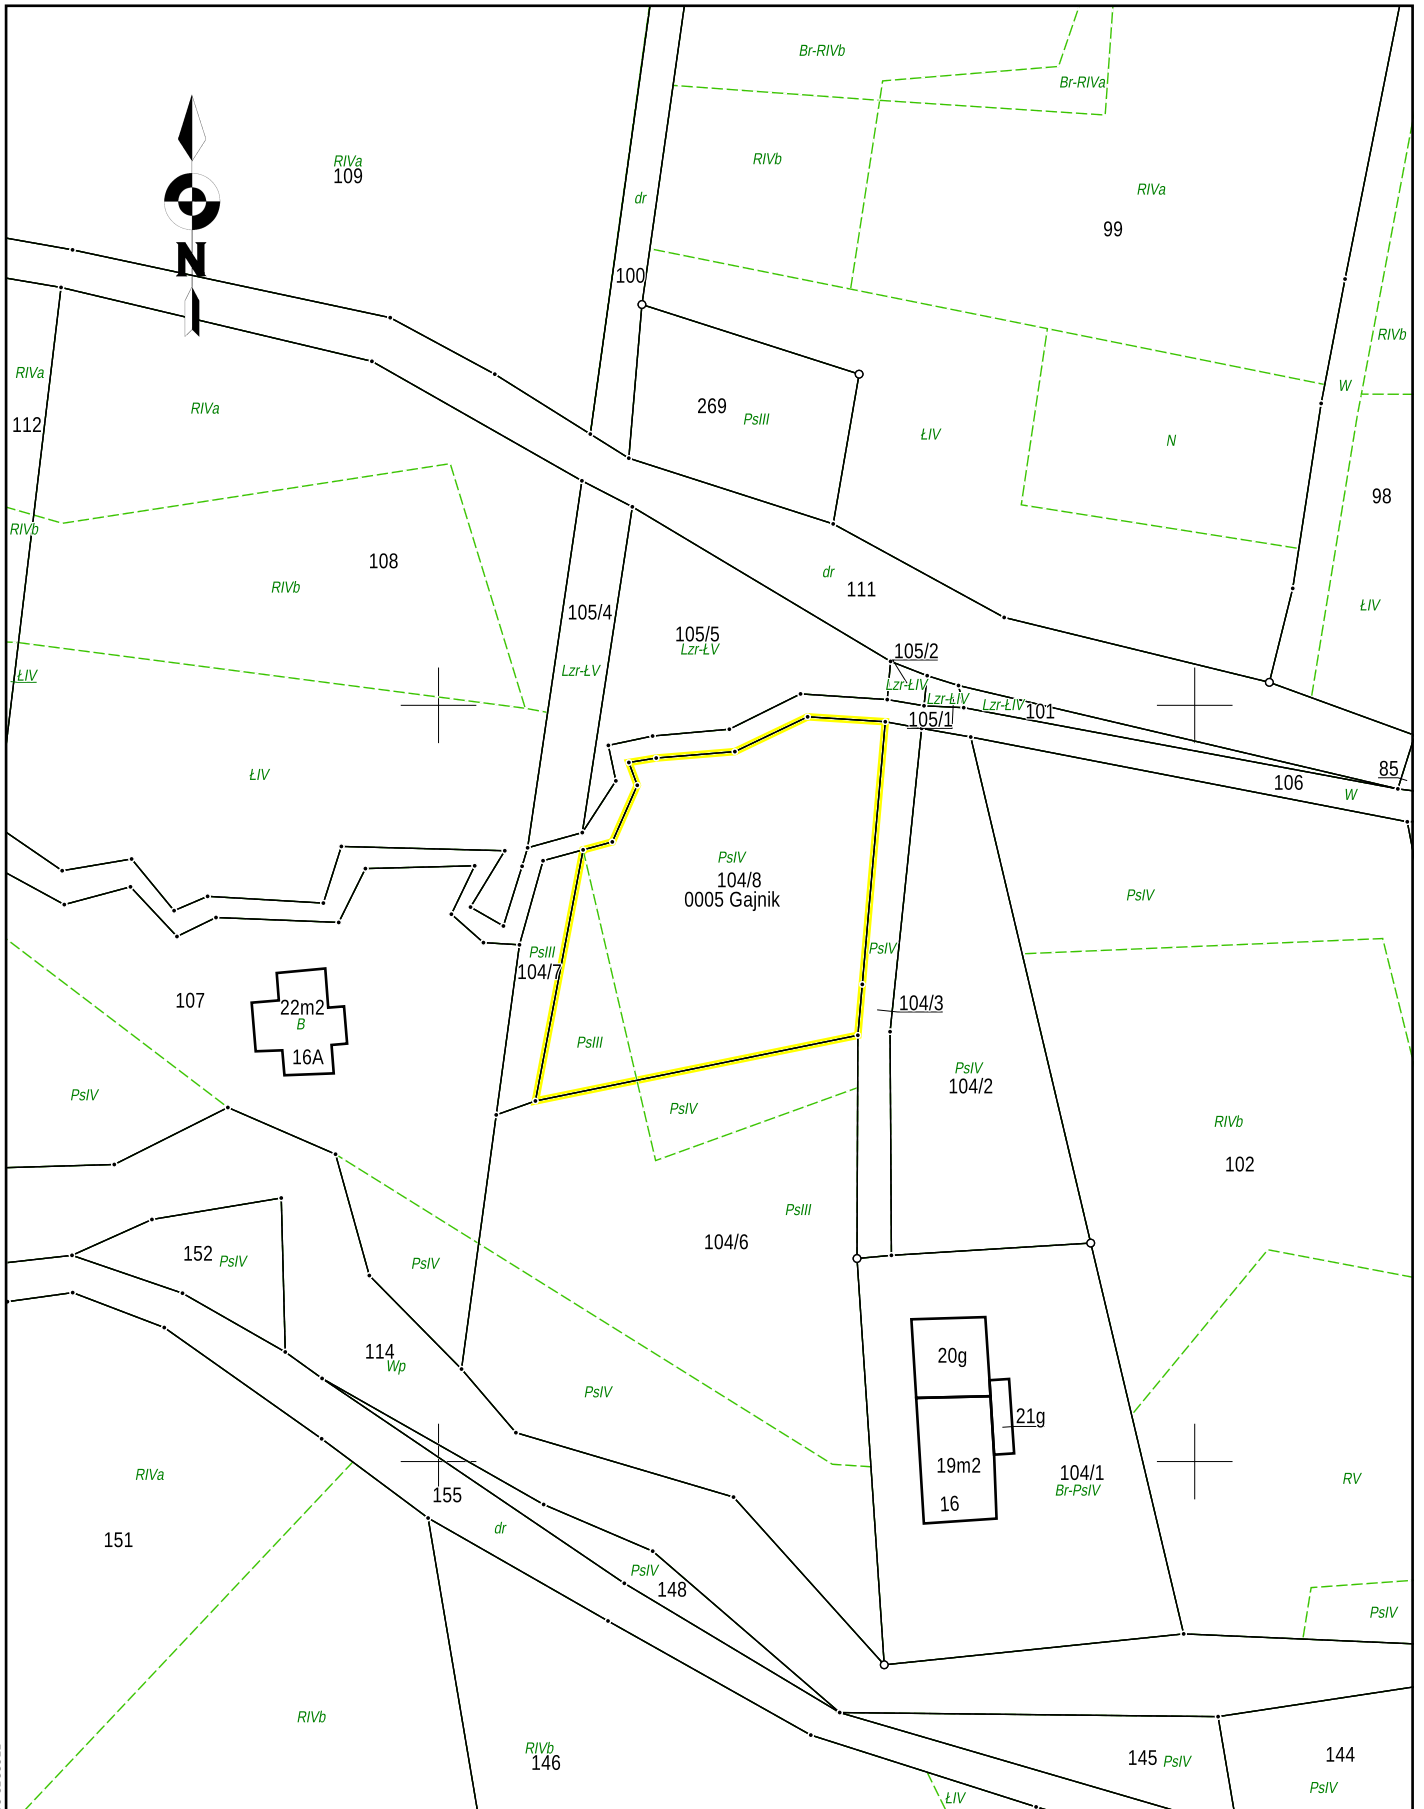 Br-RIVb
Br-RIVa
RIVb
RIVa
109
RIVa
99
dr
N
100
RIVb
RIVa
W
112
RIVa
269
PsIII
ŁIV
N
98
RIVb
108
RIVb
dr
111
105/4
ŁIV
105/5
Lzr-ŁV
105/2
Lzr-ŁV
ŁIV
Lzr-ŁIV
Lzr-ŁIV
Lzr-ŁIV
101
105/1
ŁIV
85
106
W
PsIV
104/8
0005 Gajnik
PsIV
PsIII
PsIV
104/7
107
22m2
B
16A
104/3
PsIII
PsIV
104/2
PsIV
PsIV
RIVb
102
PsIII
104/6
152
PsIV
PsIV
114
Wp
20g
PsIV
21g
19m2
16
104/1
Br-PsIV
RV
RIVa
155
dr
151
PsIV
148
PsIV
RIVb
RIVb
146
145
PsIV
144
PsIV
ŁIV